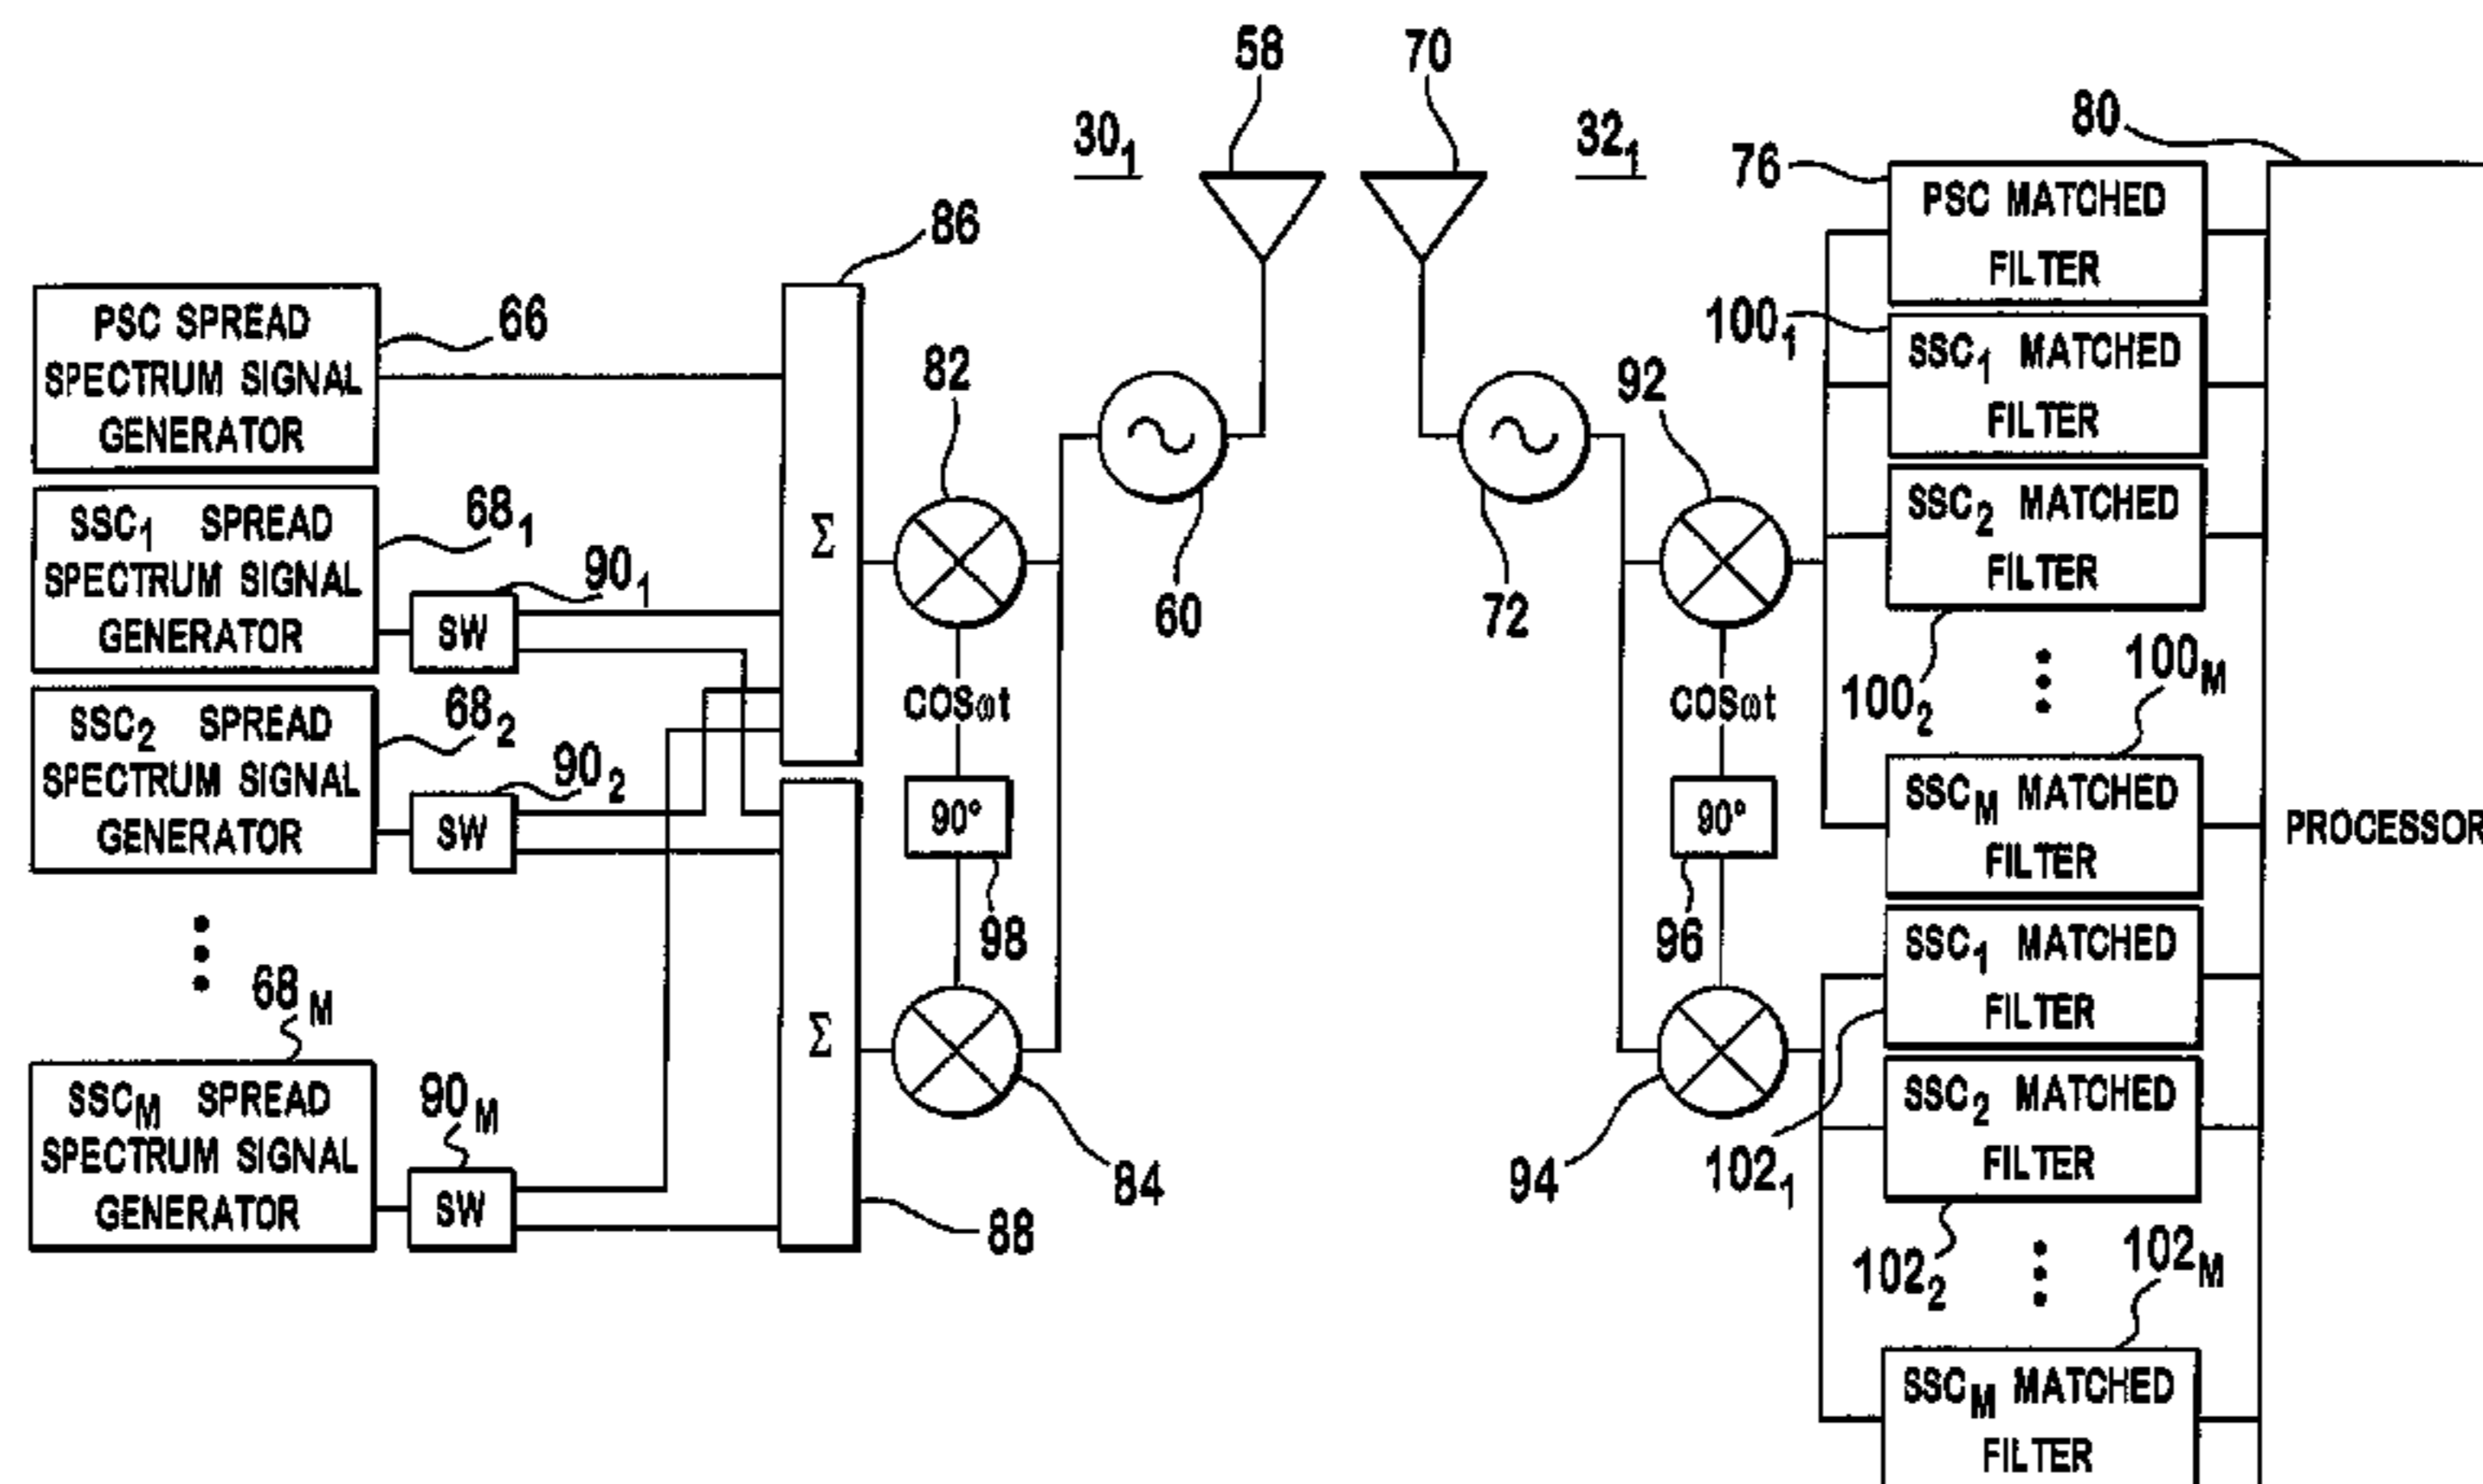 58
70
30₁
32₁
80
76
PSC MATCHED
FILTER
86
PSC SPREAD
SPECTRUM SIGNAL
GENERATOR
66
100₁
SSC₁ MATCHED
FILTER
82
92
SSC₂ MATCHED
FILTER
SSC₁ SPREAD
SPECTRUM SIGNAL
GENERATOR
68₁
90₁
SW
Σ
60
72
100₂
100M
SSC₂ SPREAD
SPECTRUM SIGNAL
GENERATOR
68₂
90₂
SW
COSωt
COSωt
90°
90°
SSCM MATCHED
FILTER
PROCESSOR
98
96
SSC₁ MATCHED
FILTER
68M
Σ
SSCM SPREAD
SPECTRUM SIGNAL
GENERATOR
90M
SW
84
88
94
102₁
SSC₂ MATCHED
FILTER
102₂
102M
SSCM MATCHED
FILTER